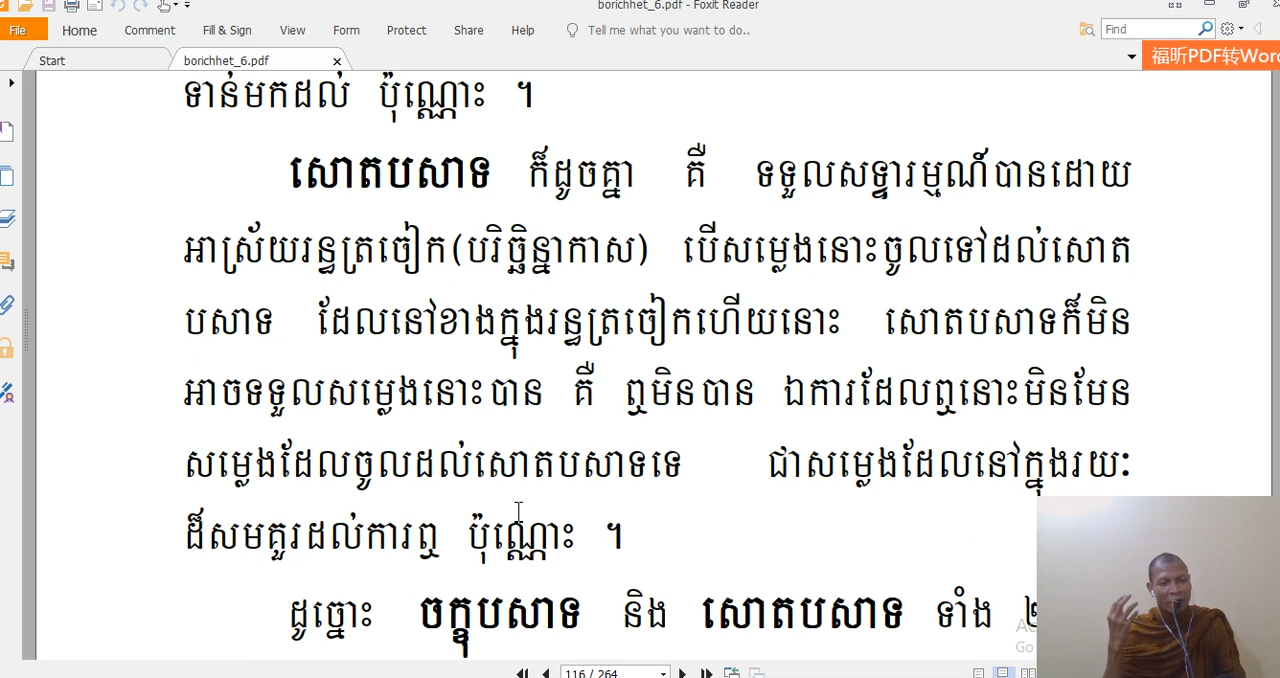 borichhet_6.pdf - Foxit Reader
File Home Comment Fill & Sign View Form Protect Share Help Tell me what you want to do.. Find
Start borichhet_6.pdf
福昕PDF转Wor
ទាន់មកដល់ ប៉ុណ្ណោះ ។
សោតបសាទ ក៏ដូចគ្នា គឺ ទទួលសទ្ទារម្មណ៍បានដោយ
អាស្រ័យរន្ធត្រចៀក(បរិច្ឆិន្នាកាស) បើសម្លេងនោះចូលទៅដល់សោត
បសាទ ដែលនៅខាងក្នុងរន្ធត្រចៀកហើយនោះ សោតបសាទក៏មិន
អាចទទួលសម្លេងនោះបាន គឺ ឮមិនបាន ឯការដែលឮនោះមិនមែន
សម្លេងដែលចូលដល់សោតបសាទទេ ជាសម្លេងដែលនៅក្នុងរយៈ
ដ៏សមគួរដល់ការឮ ប៉ុណ្ណោះ ។
ដូច្នោះ ចក្ខុបសាទ និង សោតបសាទ ទាំង ២
116 / 264